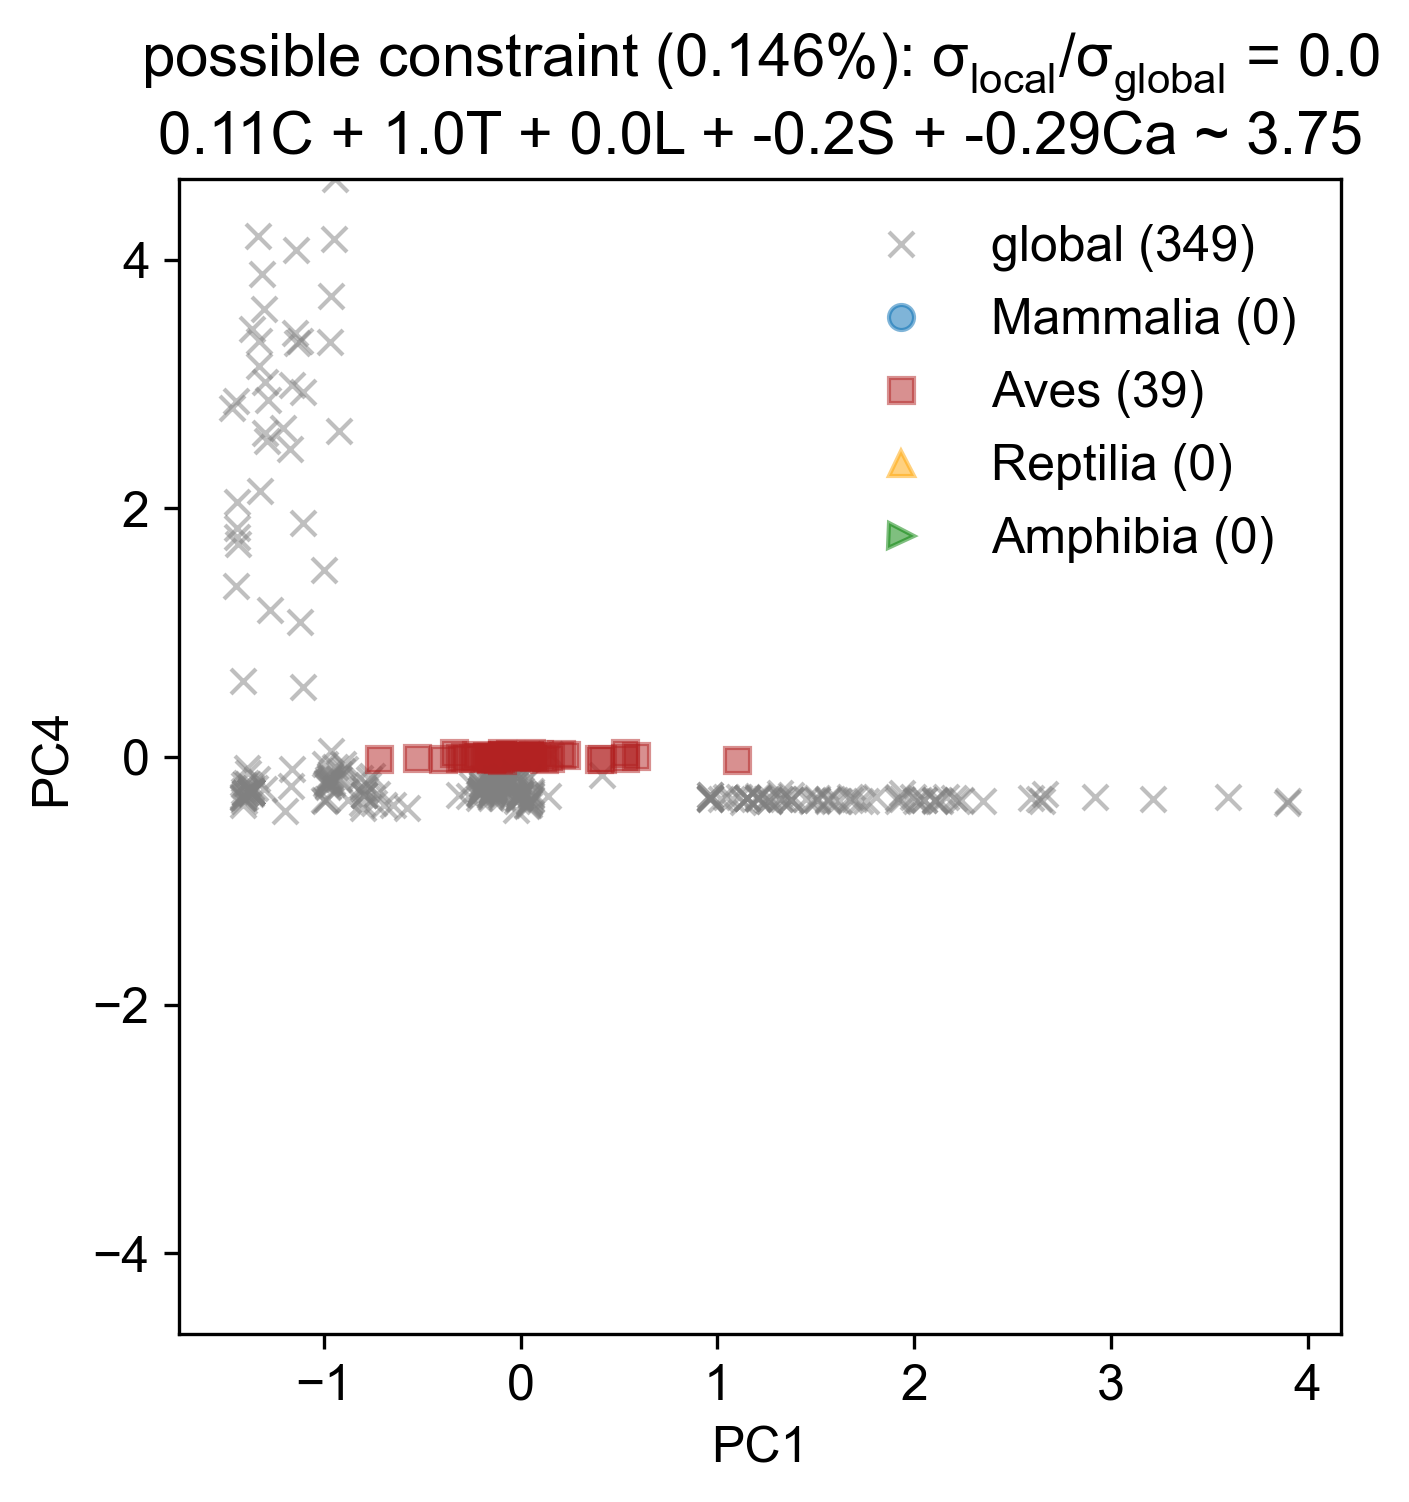 possible constraint (0.146%): σlocal/σglobal = 0.0
0.11C + 1.0T + 0.0L + -0.2S + -0.29Ca ~ 3.75
global (349)
Mammalia (0)
Aves (39)
Reptilia (0)
Amphibia (0)
4
2
0
−2
−4
PC4
−1
0
1
2
3
4
PC1